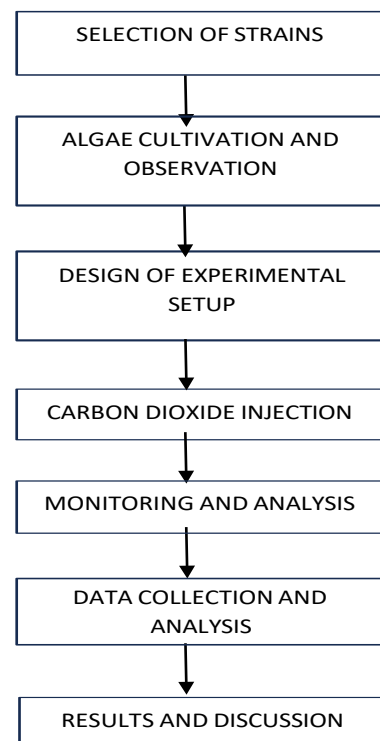 SELECTION OF STRAINS
ALGAE CULTIVATION AND
OBSERVATION
DESIGN OF EXPERIMENTAL
SETUP
CARBON DIOXIDE INJECTION
MONITORING AND ANALYSIS
DATA COLLECTION AND
ANALYSIS
RESULTS AND DISCUSSION